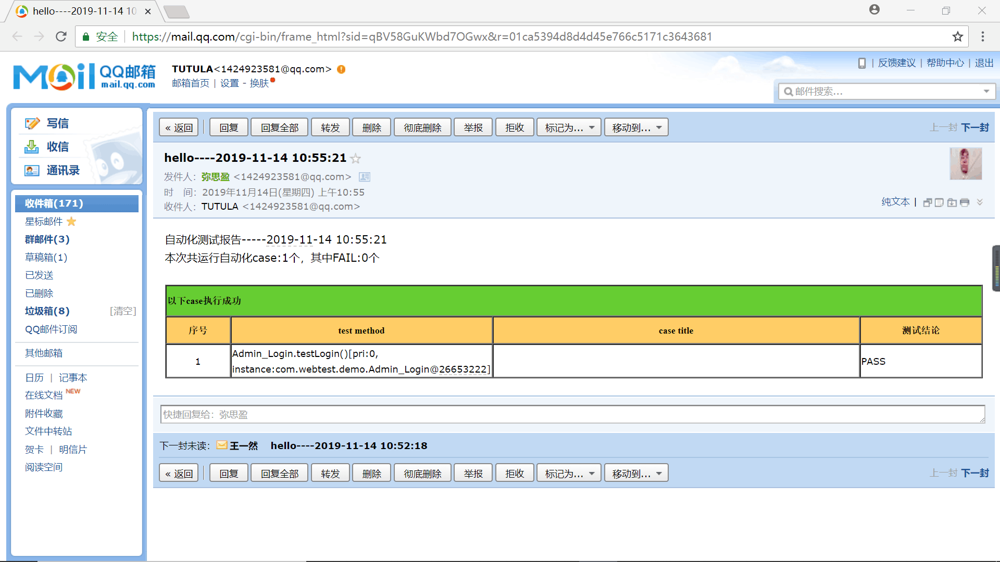 hello----2019-11-14 10
安全
https://mail.qq.com/cgi-bin/frame_html?sid=qBV58GuKWbd7OGwx&r=01ca5394d8d4d45e766c5171c3643681
Mail QQ邮箱
mail.qq.com
TUTULA<1424923581@qq.com>
邮箱首页 | 设置 - 换肤
| 反馈建议 | 帮助中心 | 退出
邮件搜索...
写信
收信
通讯录
收件箱(171)
星标邮件
群邮件(3)
草稿箱(1)
已发送
已删除
垃圾箱(8) [清空]
QQ邮件订阅
其他邮箱
日历 | 记事本
在线文档 NEW
附件收藏
文件中转站
贺卡 | 明信片
阅读空间
« 返回 回复 回复全部 转发 删除 彻底删除 举报 拒收 标记为... 移动到... 上一封 下一封
hello----2019-11-14 10:55:21
发件人：弥思盈 <1424923581@qq.com>
时 间：2019年11月14日(星期四) 上午10:55
收件人：TUTULA <1424923581@qq.com>
纯文本 |
自动化测试报告-----2019-11-14 10:55:21
本次共运行自动化case:1个，其中FAIL:0个
以下case执行成功
序号 test method case title 测试结论
1 Admin_Login.testLogin()[pri:0,
instance:com.webtest.demo.Admin_Login@26653222] PASS
快捷回复给：弥思盈
下一封未读： 王一然 hello----2019-11-14 10:52:18
« 返回 回复 回复全部 转发 删除 彻底删除 举报 拒收 标记为... 移动到... 上一封 下一封